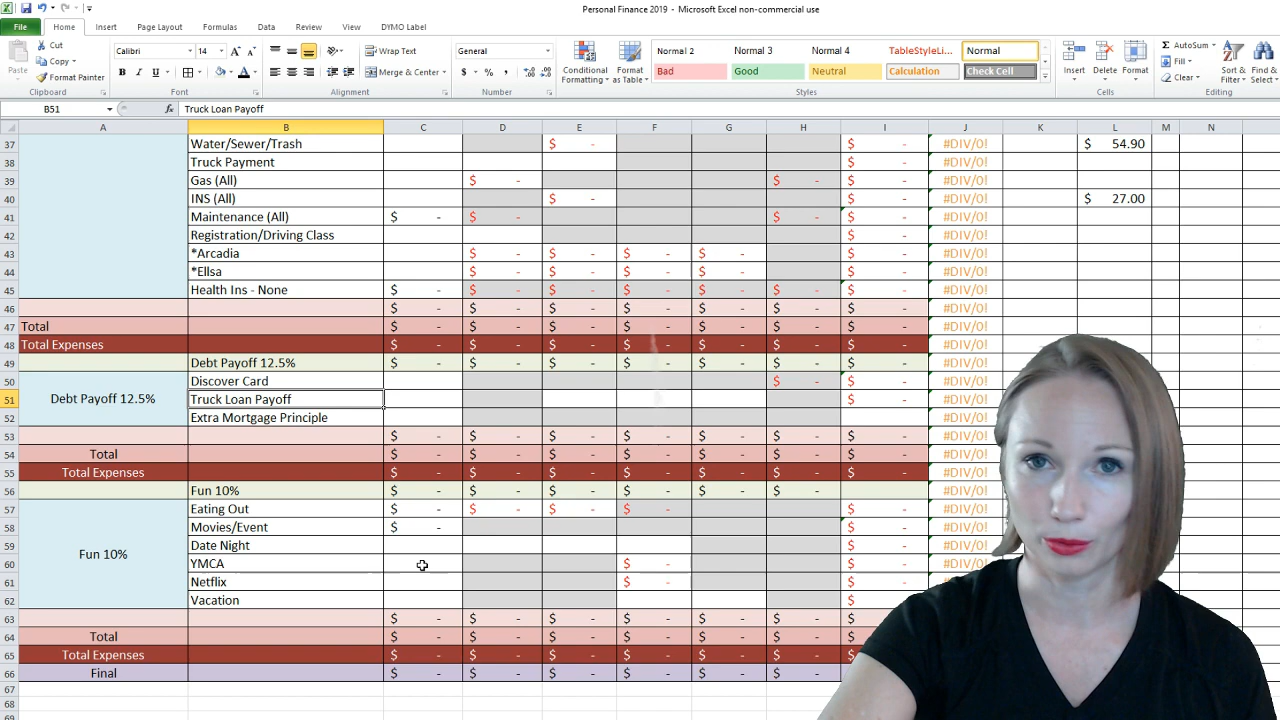 Personal Finance 2019 - Microsoft Excel non-commercial use
File Home Insert Page Layout Formulas Data Review View DYMO Label
Cut
Copy
Format Painter
Paste
Calibri 14
B I U
Wrap Text
Merge & Center
General
$ % ,
Conditional Formatting
Format as Table
Normal 2 Normal 3 Normal 4 TableStyleLi... Normal
Bad Good Neutral Calculation Check Cell
Insert Delete Format
AutoSum
Fill
Clear
Sort & Filter
Find & Select
Clipboard Font Alignment Number Styles Cells Editing
B51 fx Truck Loan Payoff
A B C D E F G H I J K L M N
37 Water/Sewer/Trash $ - $ - #DIV/0! $ 54.90
38 Truck Payment $ - #DIV/0!
39 Gas (All) $ - $ - $ - #DIV/0!
40 INS (All) $ - $ - #DIV/0! $ 27.00
41 Maintenance (All) $ - $ - $ - $ - #DIV/0!
42 Registration/Driving Class $ - #DIV/0!
43 *Arcadia $ - $ - $ - $ - $ - #DIV/0!
44 *Ellsa $ - $ - $ - $ - $ - #DIV/0!
45 Health Ins - None $ - $ - $ - $ - $ - $ - $ - #DIV/0!
46 $ - $ - $ - $ - $ - $ - $ - #DIV/0!
47 Total $ - $ - $ - $ - $ - $ - $ - #DIV/0!
48 Total Expenses $ - $ - $ - $ - $ - $ - $ - #DIV/0!
49 Debt Payoff 12.5% $ - $ - $ - $ - $ - $ - $ - #DIV/0!
50 Discover Card $ - $ - #DIV/0!
51 Debt Payoff 12.5% Truck Loan Payoff $ - #DIV/0!
52 Extra Mortgage Principle #DIV/0!
53 $ - $ - $ - $ - $ - $ - $ - #DIV/0!
54 Total $ - $ - $ - $ - $ - $ - $ - #DIV/0!
55 Total Expenses $ - $ - $ - $ - $ - $ - $ - #DIV/0!
56 Fun 10% $ - $ - $ - $ - $ - $ - #DIV/0!
57 Eating Out $ - $ - $ - $ - $ - #DIV/0!
58 Movies/Event $ - $ - #DIV/0!
59 Date Night $ - #DIV/0!
60 Fun 10% YMCA $ - $ - #DIV/0!
61 Netflix $ - $ - #DIV/0!
62 Vacation $
63 $ - $ - $ - $ - $ - $ - $
64 Total $ - $ - $ - $ - $ - $ -
65 Total Expenses $ - $ - $ - $ - $ - $ -
66 Final $ - $ - $ - $ - $ - $ -
67
68
69